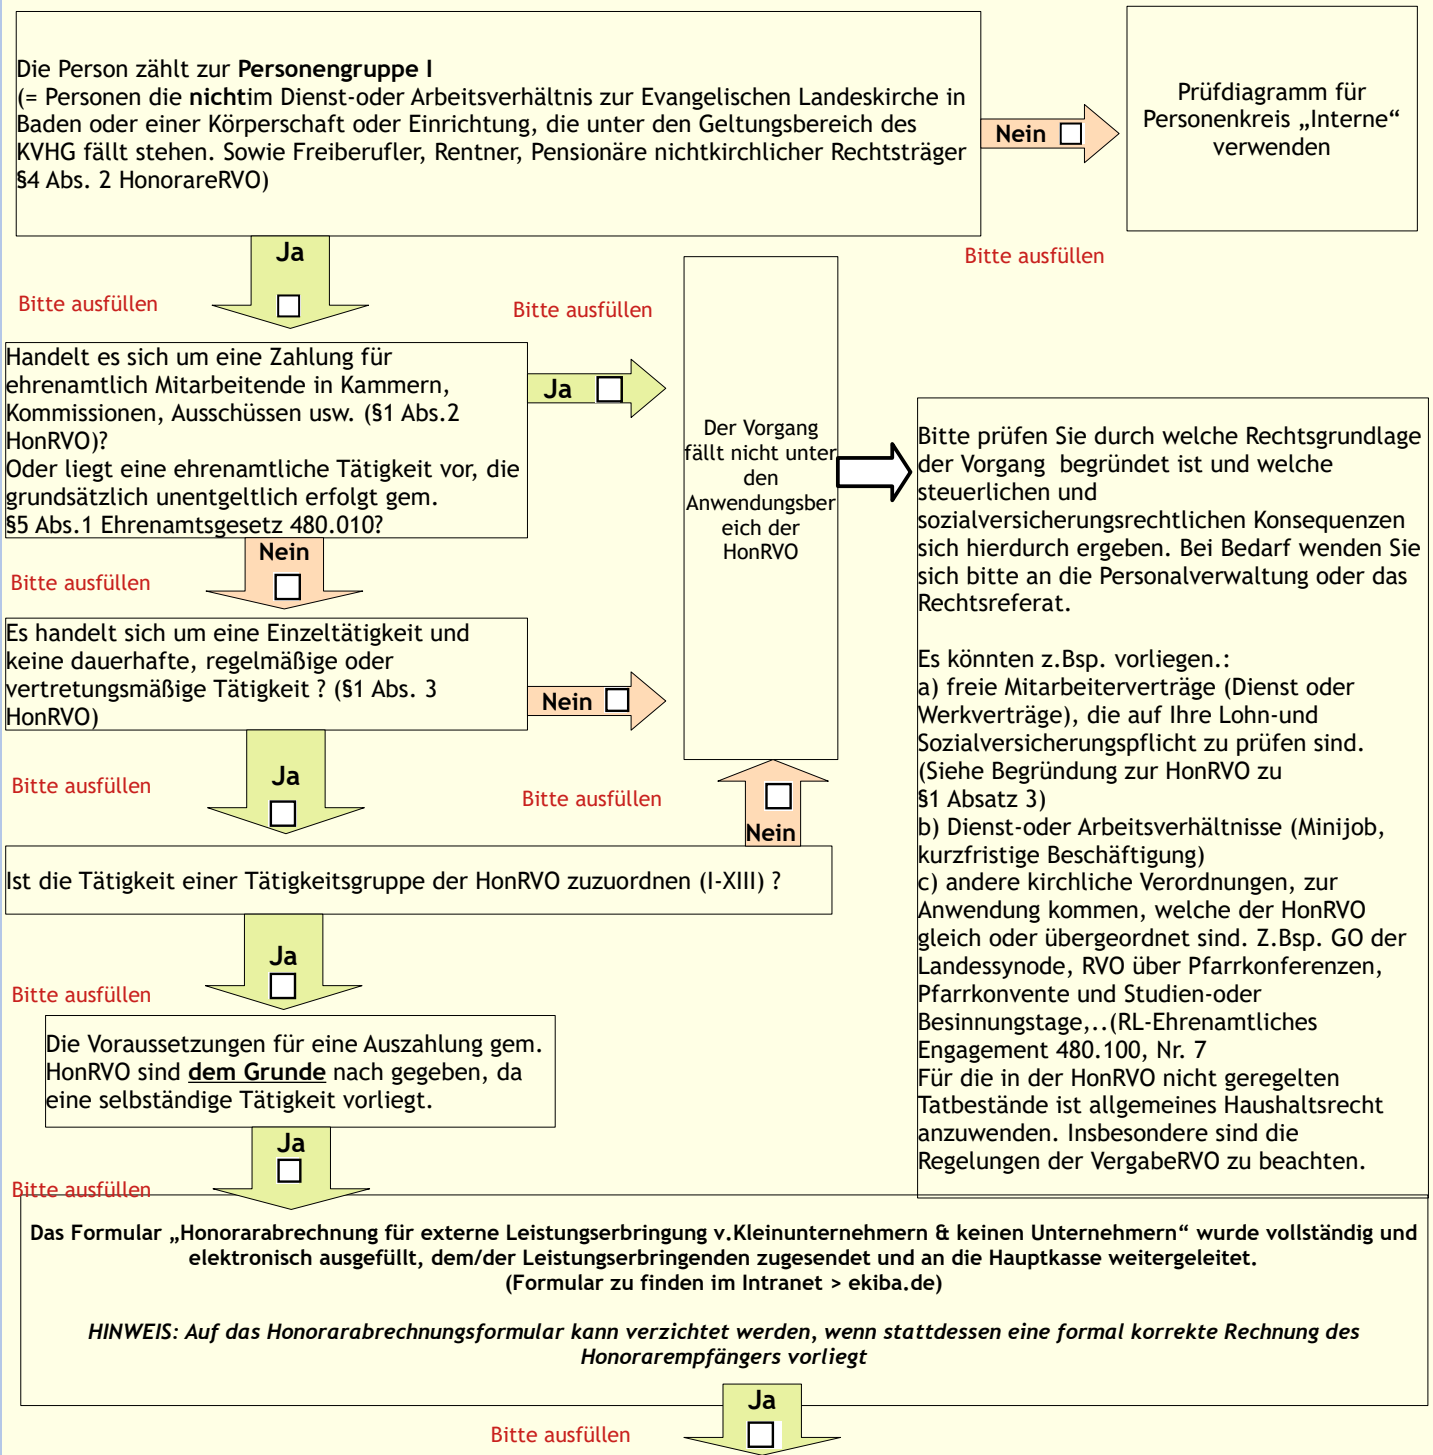 Die Person zählt zur Personengruppe I
(= Personen die nichtim Dienst-oder Arbeitsverhältnis zur Evangelischen Landeskirche in
Baden oder einer Körperschaft oder Einrichtung, die unter den Geltungsbereich des
KVHG fällt stehen. Sowie Freiberufler, Rentner, Pensionäre nichtkirchlicher Rechtsträger
§4 Abs. 2 HonorareRVO)
Nein
Prüfdiagramm für
Personenkreis „Interne“
verwenden
Bitte ausfüllen
Ja
Bitte ausfüllen
Bitte ausfüllen
Handelt es sich um eine Zahlung für
ehrenamtlich Mitarbeitende in Kammern,
Kommissionen, Ausschüssen usw. (§1 Abs.2
HonRVO)?
Oder liegt eine ehrenamtliche Tätigkeit vor, die
grundsätzlich unentgeltlich erfolgt gem.
§5 Abs.1 Ehrenamtsgesetz 480.010?
Ja
Der Vorgang
fällt nicht unter
den
Anwendungsber
eich der
HonRVO
Bitte prüfen Sie durch welche Rechtsgrundlage
der Vorgang  begründet ist und welche
steuerlichen und
sozialversicherungsrechtlichen Konsequenzen
sich hierdurch ergeben. Bei Bedarf wenden Sie
sich bitte an die Personalverwaltung oder das
Rechtsreferat.
Es könnten z.Bsp. vorliegen.:
a) freie Mitarbeiterverträge (Dienst oder
Werkverträge), die auf Ihre Lohn-und
Sozialversicherungspflicht zu prüfen sind.
(Siehe Begründung zur HonRVO zu
§1 Absatz 3)
b) Dienst-oder Arbeitsverhältnisse (Minijob,
kurzfristige Beschäftigung)
c) andere kirchliche Verordnungen, zur
Anwendung kommen, welche der HonRVO
gleich oder übergeordnet sind. Z.Bsp. GO der
Landessynode, RVO über Pfarrkonferenzen,
Pfarrkonvente und Studien-oder
Besinnungstage,..(RL-Ehrenamtliches
Engagement 480.100, Nr. 7
Für die in der HonRVO nicht geregelten
Tatbestände ist allgemeines Haushaltsrecht
anzuwenden. Insbesondere sind die
Regelungen der VergabeRVO zu beachten.
Nein
Bitte ausfüllen
Es handelt sich um eine Einzeltätigkeit und
keine dauerhafte, regelmäßige oder
vertretungsmäßige Tätigkeit ? (§1 Abs. 3
HonRVO)
Nein
Ja
Bitte ausfüllen
Bitte ausfüllen
Nein
Ist die Tätigkeit einer Tätigkeitsgruppe der HonRVO zuzuordnen (I-XIII) ?
Ja
Bitte ausfüllen
Die Voraussetzungen für eine Auszahlung gem.
HonRVO sind dem Grunde nach gegeben, da
eine selbständige Tätigkeit vorliegt.
Ja
Bitte ausfüllen
Das Formular „Honorarabrechnung für externe Leistungserbringung v.Kleinunternehmern & keinen Unternehmern“ wurde vollständig und
elektronisch ausgefüllt, dem/der Leistungserbringenden zugesendet und an die Hauptkasse weitergeleitet.
(Formular zu finden im Intranet > ekiba.de)
HINWEIS: Auf das Honorarabrechnungsformular kann verzichtet werden, wenn stattdessen eine formal korrekte Rechnung des
Honorarempfängers vorliegt
Ja
Bitte ausfüllen